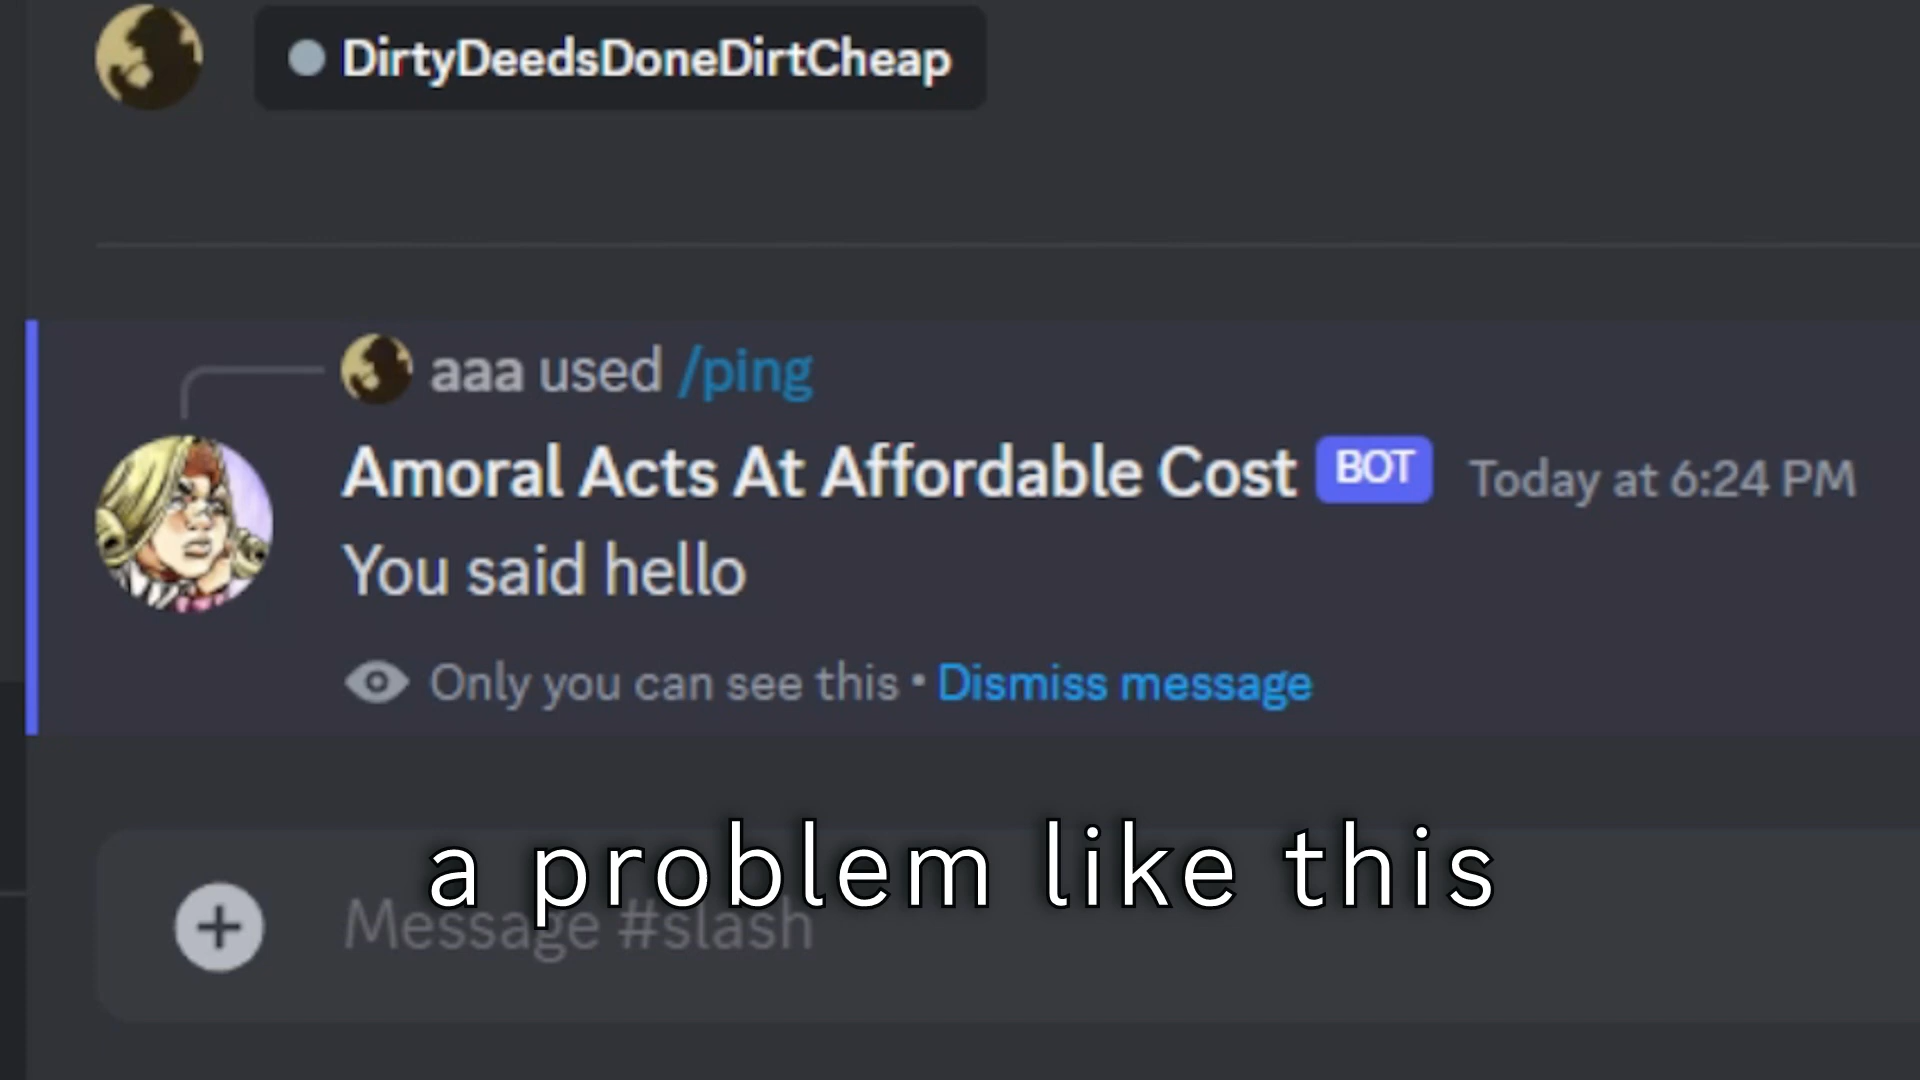 DirtyDeedsDoneDirtCheap
aaa used /ping
Amoral Acts At Affordable Cost BOT Today at 6:24 PM
You said hello
Only you can see this • Dismiss message
a problem like this
Message #slash